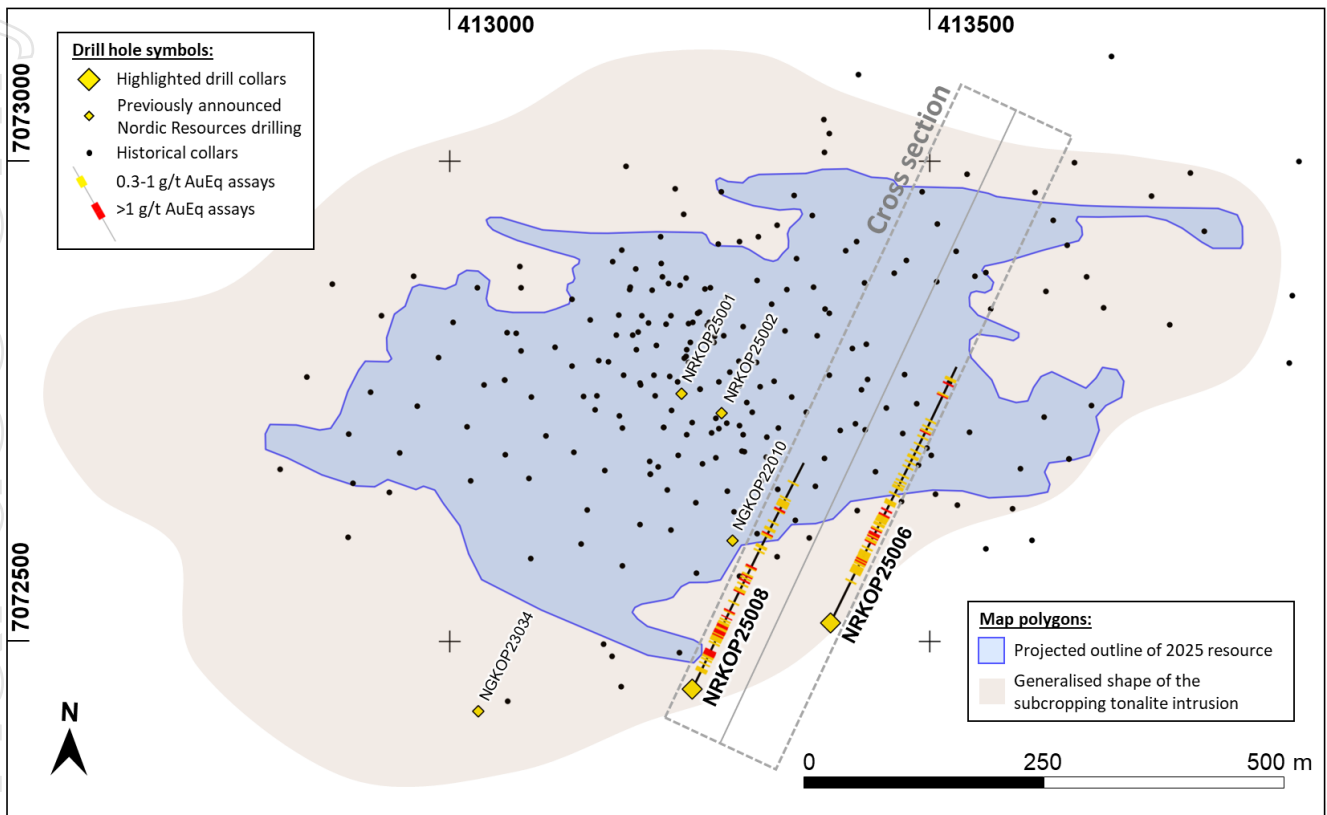 413000
413500
7073000
7072500
Drill hole symbols:
Highlighted drill collars
Previously announced
Nordic Resources drilling
Historical collars
0.3-1 g/t AuEq assays
>1 g/t AuEq assays
Cross section
NRKOP25001
NRKOP25002
NGKOP22010
NRKOP25006
NRKOP25008
NGKOP23034
Map polygons:
Projected outline of 2025 resource
Generalised shape of the
subcropping tonalite intrusion
N
0 250 500 m